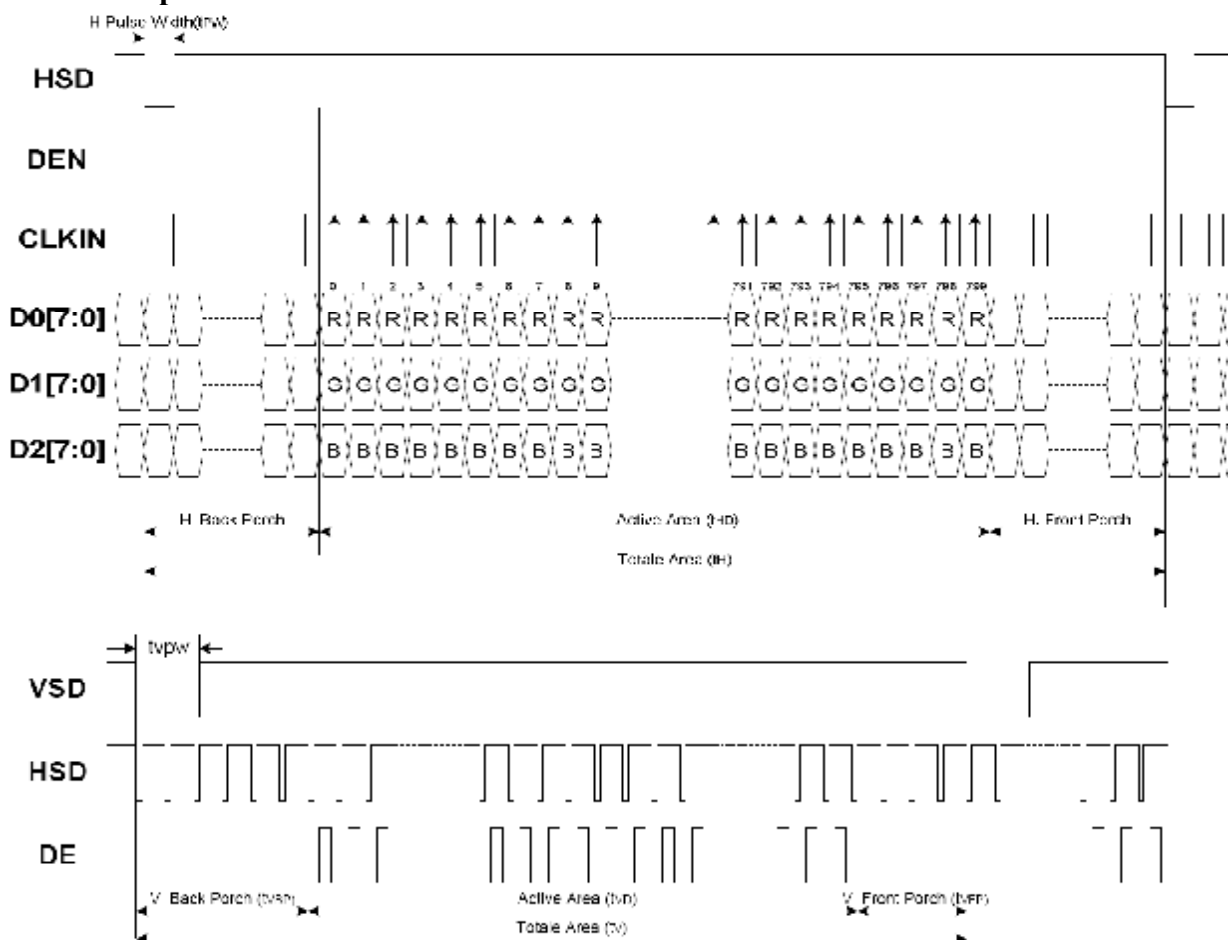 H Pulse Width(tPW)
HSD
DEN
CLKIN
0 1 2 3 4 5 6 7 8 9 791 792 793 794 795 796 797 798 799
D0[7:0] R R R R R R R R R R R R R R R R R R R
D1[7:0] G G G G G G G G G G G G G G G G G G G
D2[7:0] B B B B B B B B B B B B B B B B B B B
H. Back Porch Active Area (tHD) H. Front Porch
Totale Area (tH)
tvpw
VSD
HSD
DE
V Back Porch (tVBP) Active Area (tVD) V Front Porch (tVFP)
Totale Area (tV)